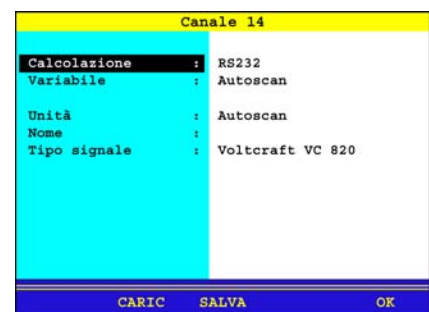 Canale 14
Calcolazione : RS232
Variabile : Autoscan
Unità : Autoscan
Nome :
Tipo signale : Voltcraft VC 820
CARIC SALVA OK